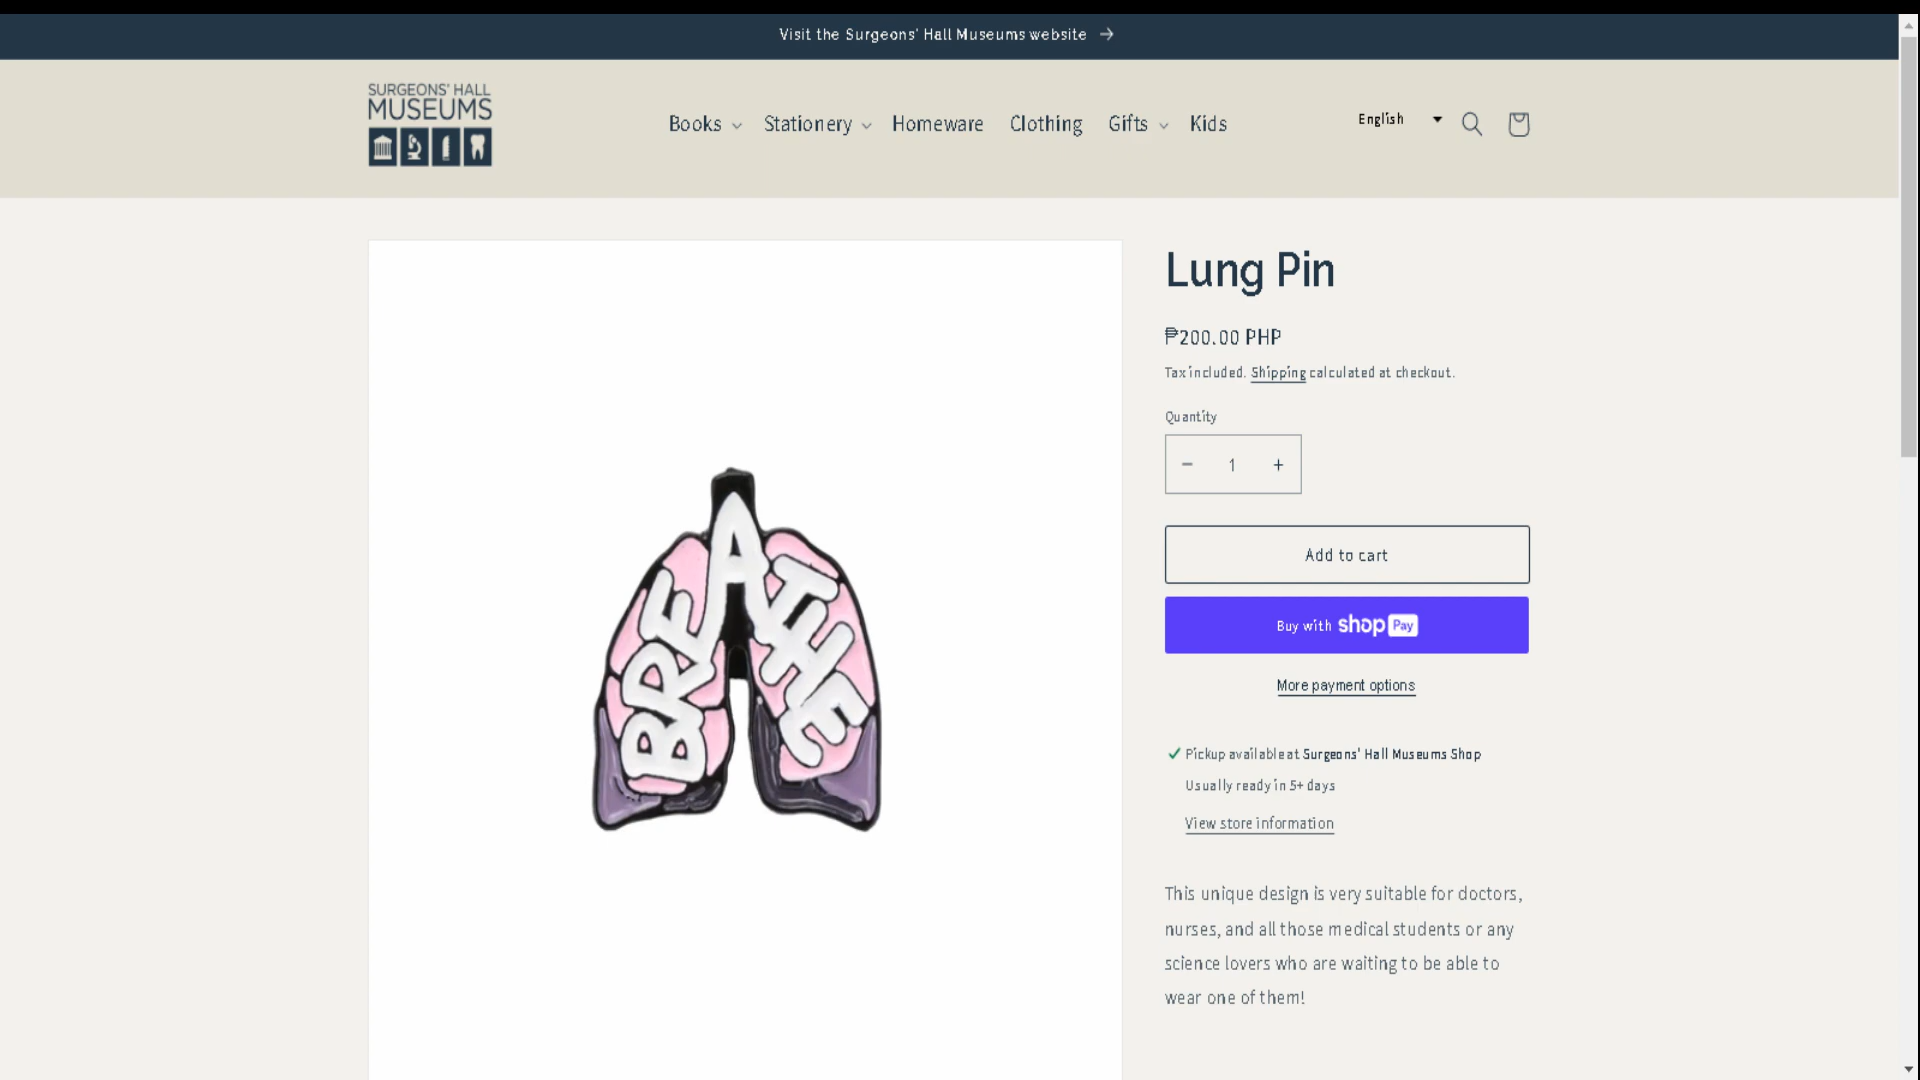 Visit the Surgeons' Hall Museums website
SURGEONS' HALL
MUSEUMS
Books
Stationery
Homeware
Clothing
Gifts
Kids
English
Lung Pin
₱200.00 PHP
Tax included. Shipping calculated at checkout.
Quantity
− 1 +
Add to cart
Buy with shop Pay
More payment options
Pickup available at Surgeons' Hall Museums Shop
Usually ready in 5+ days
View store information
This unique design is very suitable for doctors,
nurses, and all those medical students or any
science lovers who are waiting to be able to
wear one of them!
BREATHE